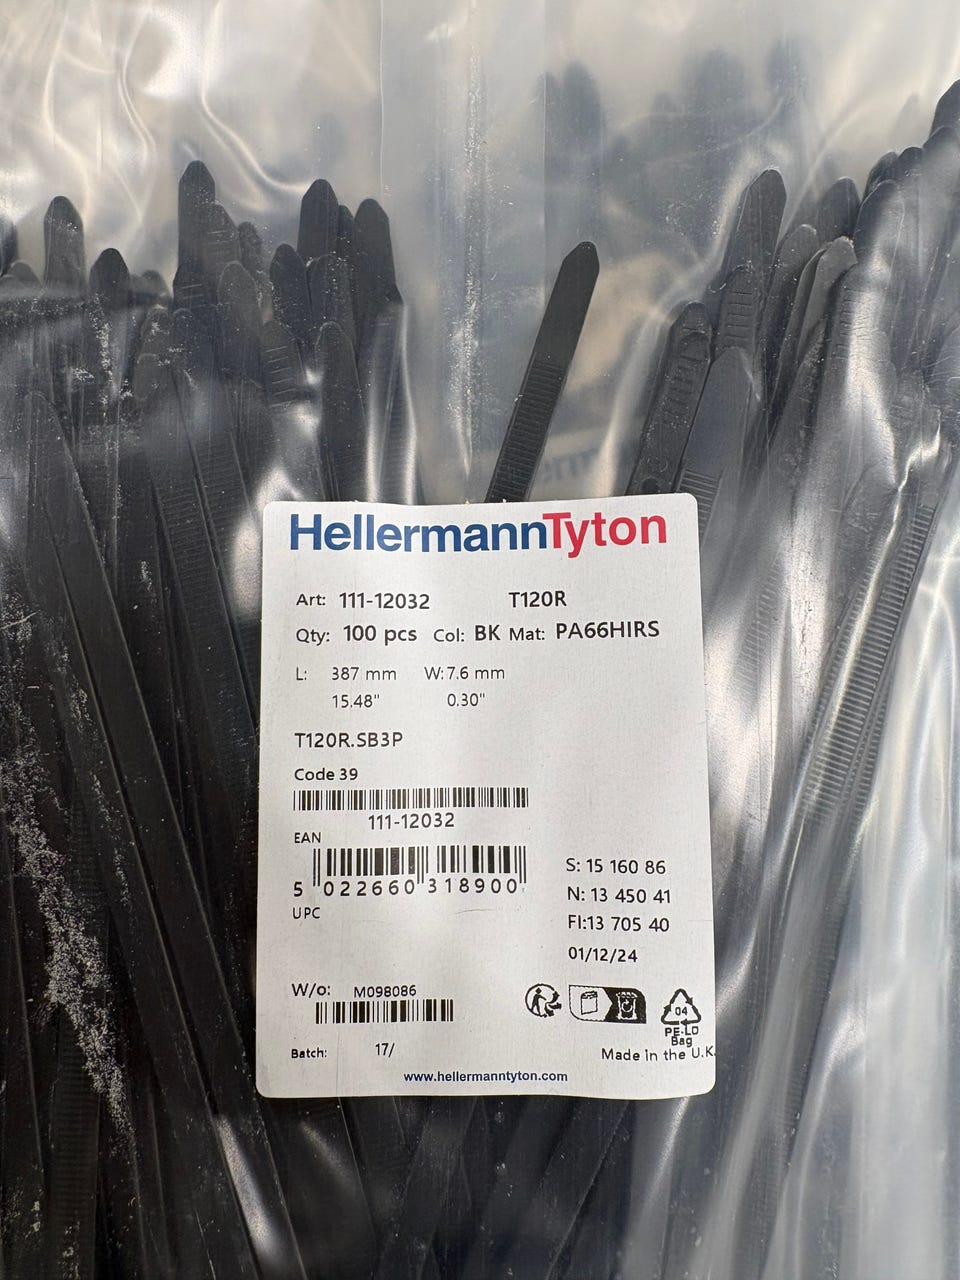 HellermannTyton
Art: 111-12032 T120R
Qty: 100 pcs Col: BK Mat: PA66HIRS
L: 387 mm W: 7.6 mm
15.48" 0.30"
T120R.SB3P
Code 39
111-12032
EAN
5 022660 318900
UPC
S: 15 160 86
N: 13 450 41
FI:13 705 40
01/12/24
W/o: M098086
04
PE-LD
Bag
Batch: 17/
Made in the U.K.
www.hellermanntyton.com